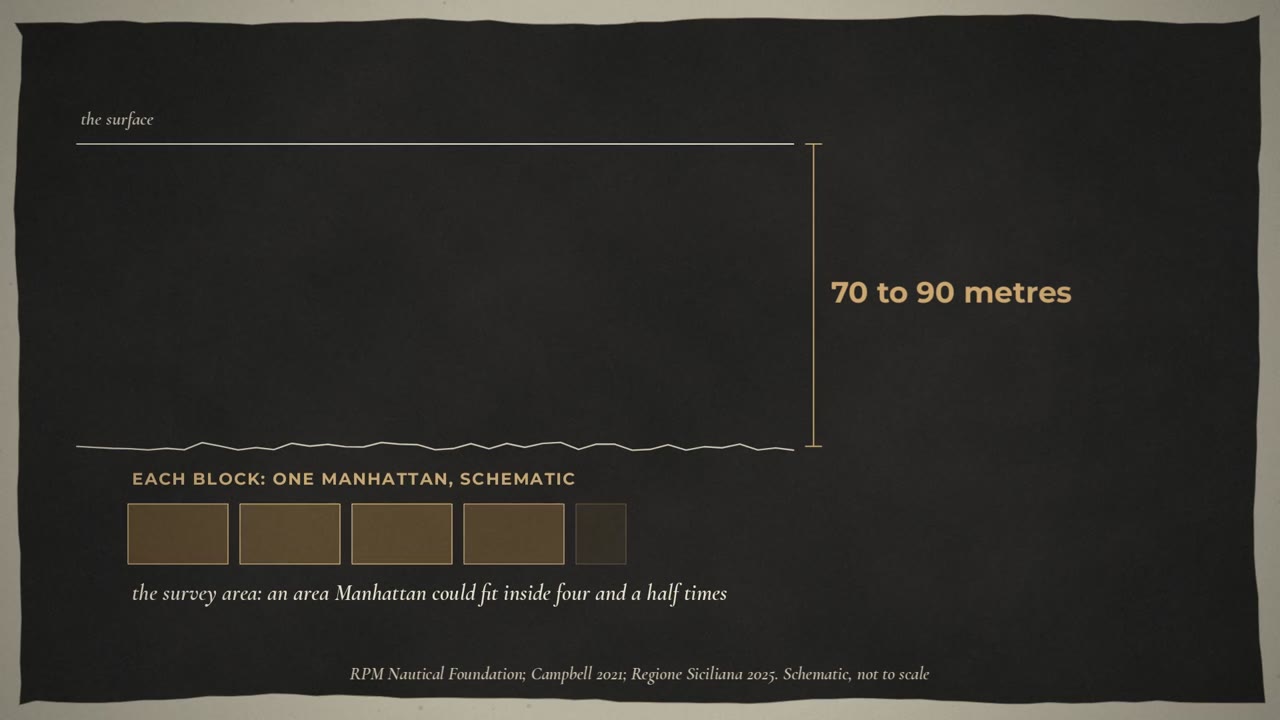 the surface
70 to 90 metres
EACH BLOCK: ONE MANHATTAN, SCHEMATIC
the survey area: an area Manhattan could fit inside four and a half times
RPM Nautical Foundation; Campbell 2021; Regione Siciliana 2025. Schematic, not to scale